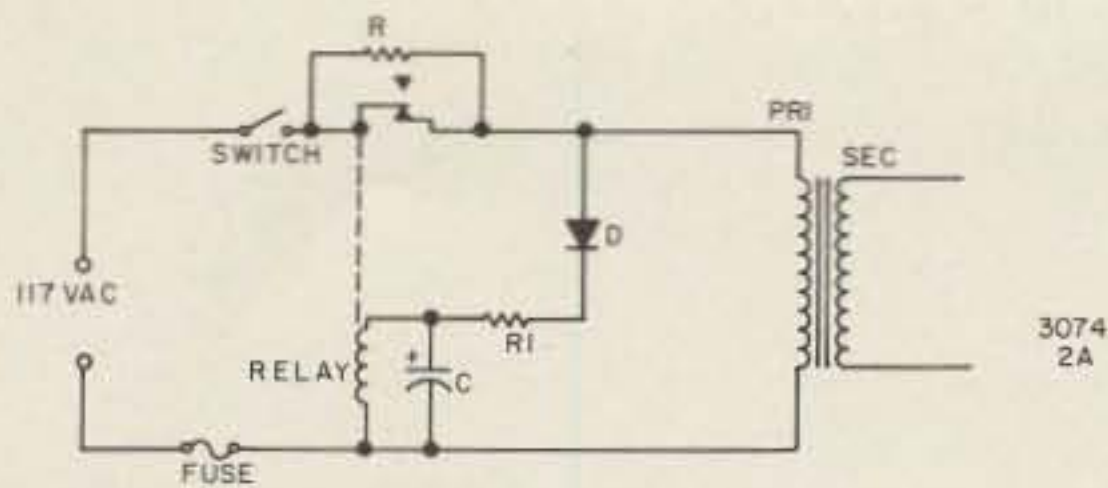 R
PRI
SWITCH
SEC
D
117 VAC
R1
3074
RELAY
+
C
2A
FUSE